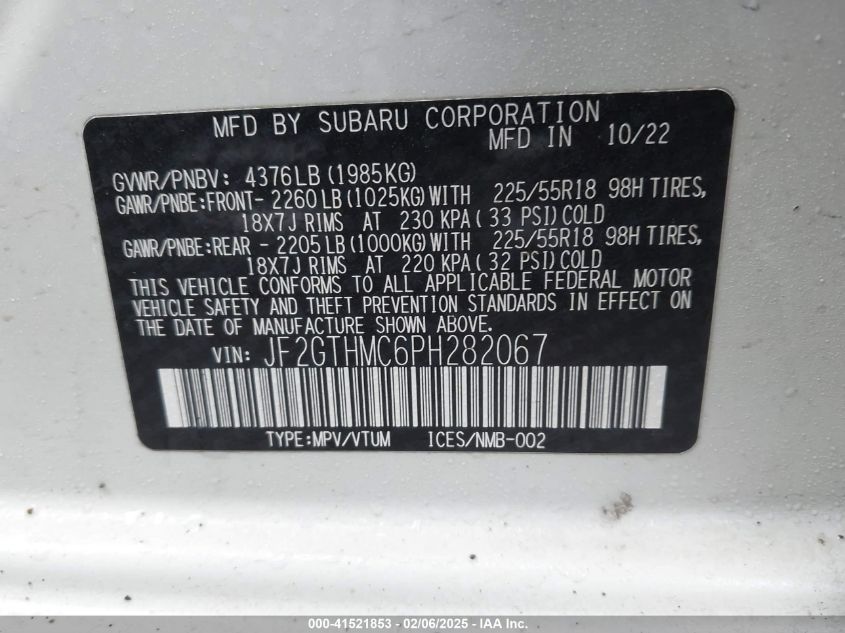 MFD BY SUBARU CORPORATION
MFD IN 10/22
GVWR/PNBV: 4376LB (1985KG)
GAWR/PNBE:FRONT- 2260 LB (1025KG) WITH 225/55R18 98H TIRES,
18X7J RIMS AT 230 KPA ( 33 PSI) COLD
GAWR/PNBE:REAR - 2205 LB (1000KG) WITH 225/55R18 98H TIRES,
18X7J RIMS AT 220 KPA ( 32 PSI) COLD
THIS VEHICLE CONFORMS TO ALL APPLICABLE FEDERAL MOTOR
VEHICLE SAFETY AND THEFT PREVENTION STANDARDS IN EFFECT ON
THE DATE OF MANUFACTURE SHOWN ABOVE.
VIN: JF2GTHMC6PH282067
TYPE:MPV/VTUM ICES/NMB-002
000-41521853 - 02/06/2025 - IAA Inc.